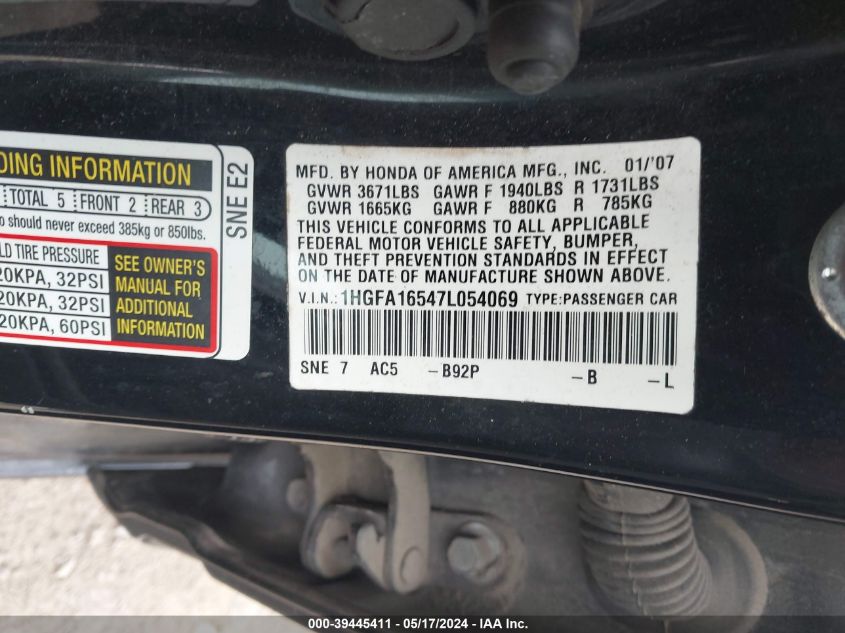 DING INFORMATION
TOTAL 5 FRONT 2 REAR 3
should never exceed 385kg or 850lbs.
TIRE PRESSURE
20KPA, 32PSI
20KPA, 32PSI
20KPA, 60PSI
SEE OWNER'S
MANUAL FOR
ADDITIONAL
INFORMATION
SNE E2
MFD. BY HONDA OF AMERICA MFG., INC. 01/'07
GVWR 3671LBS GAWR F 1940LBS R 1731LBS
GVWR 1665KG GAWR F 880KG R 785KG
THIS VEHICLE CONFORMS TO ALL APPLICABLE
FEDERAL MOTOR VEHICLE SAFETY, BUMPER,
AND THEFT PREVENTION STANDARDS IN EFFECT
ON THE DATE OF MANUFACTURE SHOWN ABOVE.
V.I.N.: 1HGFA16547L054069 TYPE:PASSENGER CAR
SNE 7 AC5 -B92P -B -L
000-39445411 - 05/17/2024 - IAAI Inc.